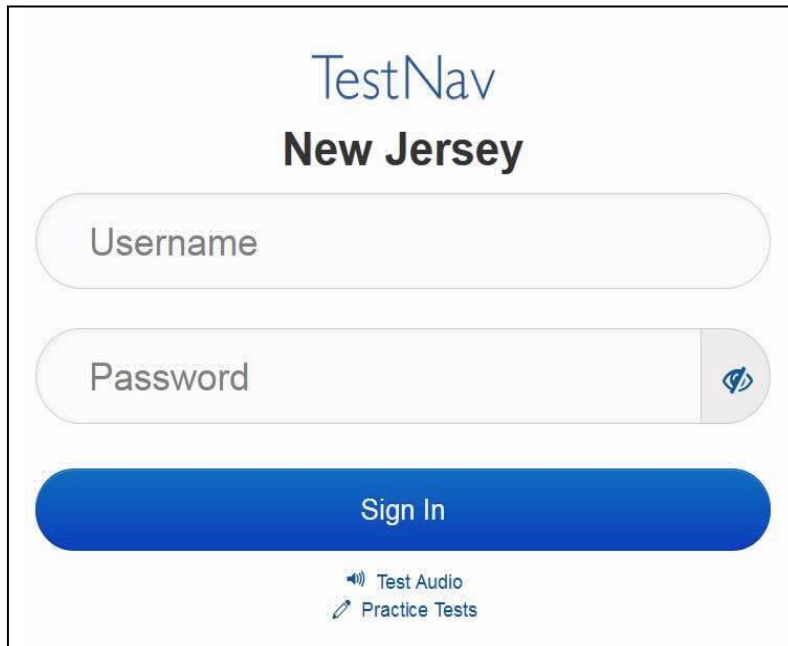 TestNav
New Jersey
Username
Password
Sign In
Test Audio
Practice Tests